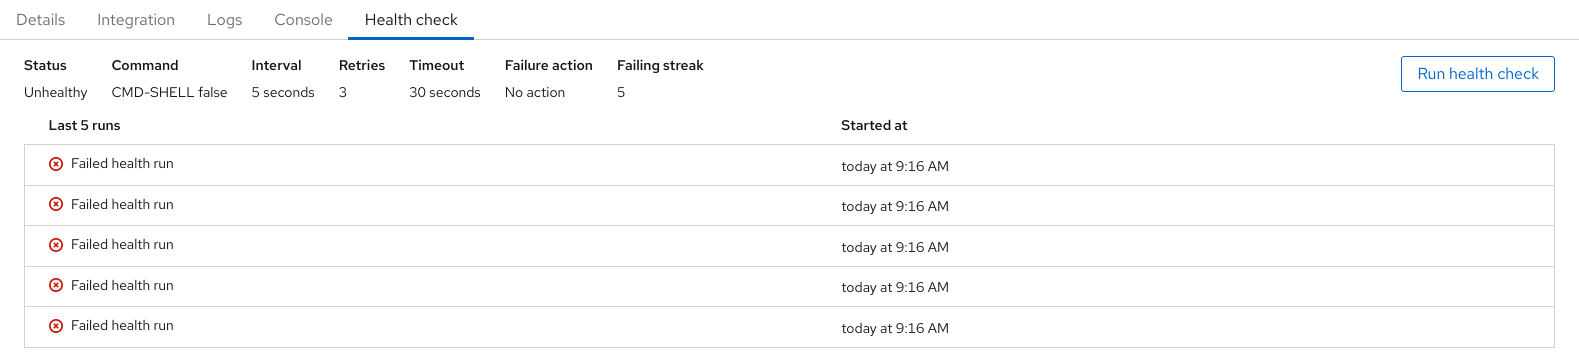 Details Integration Logs Console Health check
Status Command Interval Retries Timeout Failure action Failing streak
Run health check
Unhealthy CMD-SHELL false 5 seconds 3 30 seconds No action 5
Last 5 runs Started at
Failed health run today at 9:16 AM
Failed health run today at 9:16 AM
Failed health run today at 9:16 AM
Failed health run today at 9:16 AM
Failed health run today at 9:16 AM